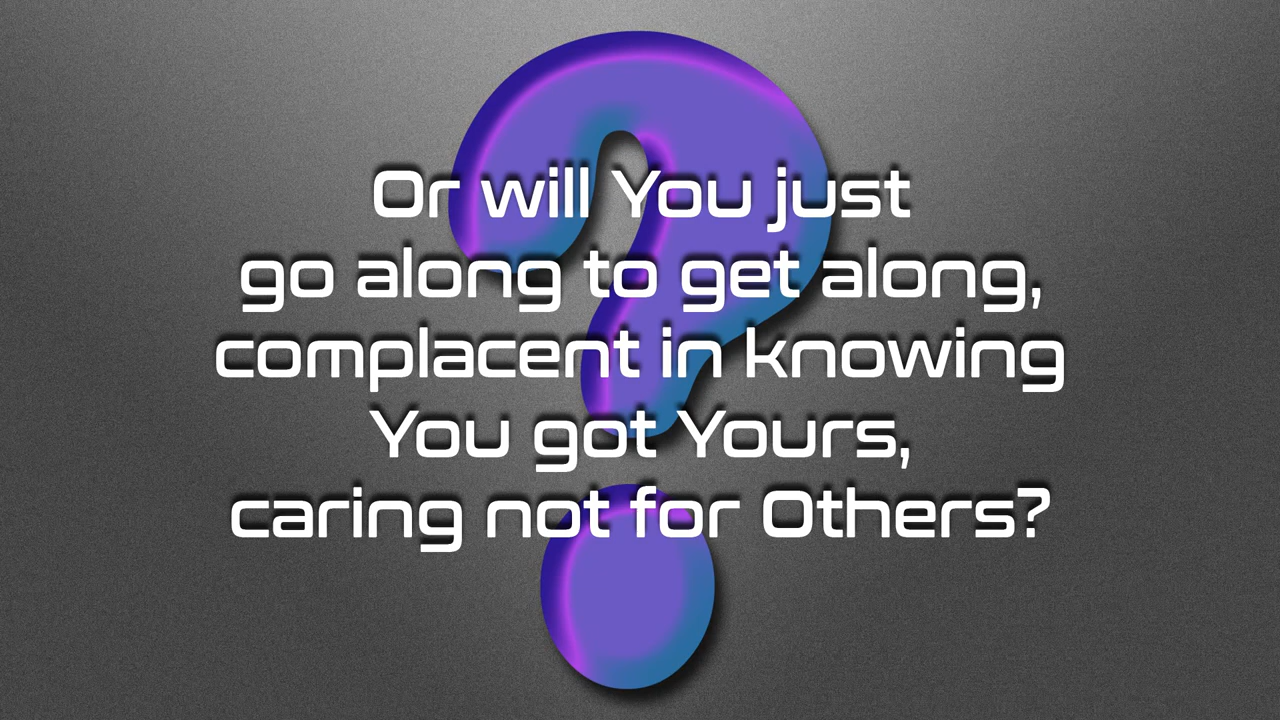 Or will You just
go along to get along,
complacent in knowing
You got Yours,
caring not for Others?